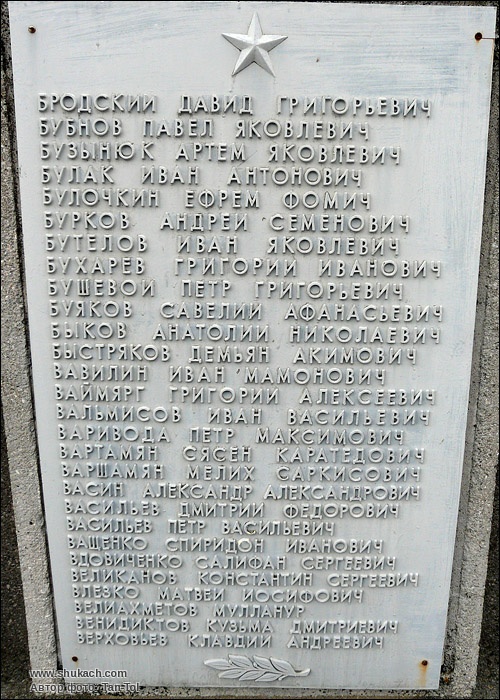 БРОДСКИЙ ДАВИД ГРИГОРЬЕВИЧ
БУБНОВ ПАВЕЛ ЯКОВЛЕВИЧ
БУЗЫНЮК АРТЕМ ЯКОВЛЕВИЧ
БУЛАК ИВАН АНТОНОВИЧ
БУЛОЧКИН ЕФРЕМ ФОМИЧ
БУРКОВ АНДРЕЙ СЕМЕНОВИЧ
БУТЕЛОВ ИВАН ЯКОВЛЕВИЧ
БУХАРЕВ ГРИГОРИЙ ИВАНОВИЧ
БУШЕВОЙ ПЕТР ГРИГОРЬЕВИЧ
БУЯКОВ САВЕЛИЙ АФАНАСЬЕВИЧ
БЫКОВ АНАТОЛИЙ НИКОЛАЕВИЧ
БЫСТРЯКОВ ДЕМЬЯН АКИМОВИЧ
ВАВИЛИН ИВАН МАМОНОВИЧ
ВАЙМЯРГ ГРИГОРИЙ АЛЕКСЕЕВИЧ
ВАЛЬМИСОВ ИВАН ВАСИЛЬЕВИЧ
ВАРИВОДА ПЕТР МАКСИМОВИЧ
ВАРТАМЯН СЯСЕН КАРАТЕДОВИЧ
ВАРШАМЯН МЕЛИХ САРКИСОВИЧ
ВАСИН АЛЕКСАНДР АЛЕКСАНДРОВИЧ
ВАСИЛЬЕВ ДМИТРИЙ ФЕДОРОВИЧ
ВАСИЛЬЕВ ПЕТР ВАСИЛЬЕВИЧ
ВАЩЕНКО СПИРИДОН ИВАНОВИЧ
ВДОВИЧЕНКО САЛИФАН СЕРГЕЕВИЧ
ВЕЛИКАНОВ КОНСТАНТИН СЕРГЕЕВИЧ
ВЛЕЗКО МАТВЕЙ ИОСИФОВИЧ
ВЕЛИАХМЕТОВ МУЛЛАНУР
ВЕНИДИКТОВ КУЗЬМА ДМИТРИЕВИЧ
ВЕРХОВЬЕВ КЛАВДИЙ АНДРЕЕВИЧ
www.shukach.com
Автор фото: Tan-Tol